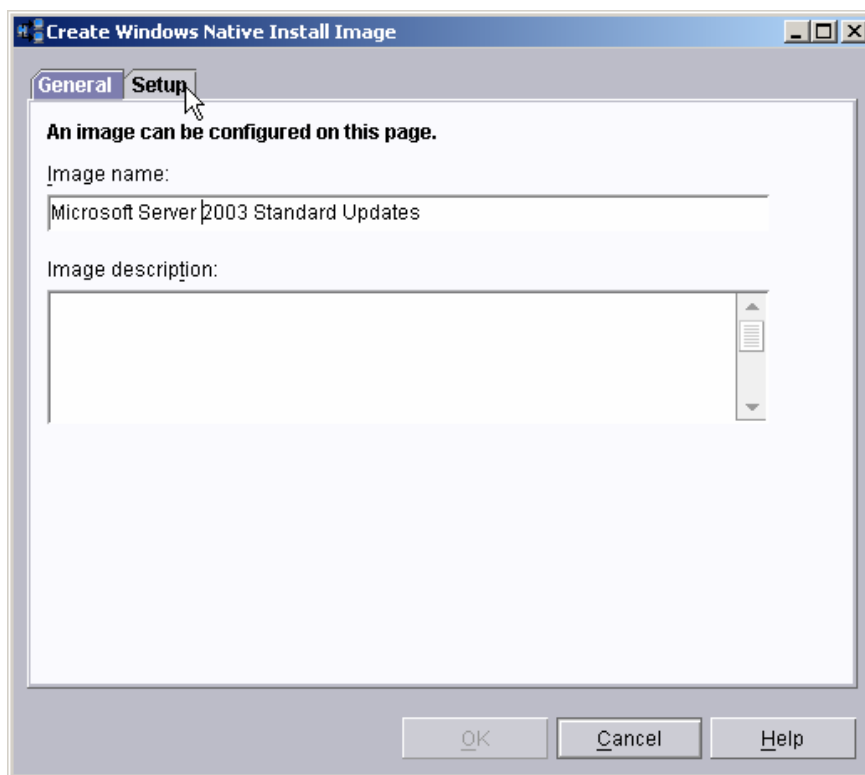 Create Windows Native Install Image
General Setup
An image can be configured on this page.
Image name:
Microsoft Server 2003 Standard Updates
Image description:
OK Cancel Help